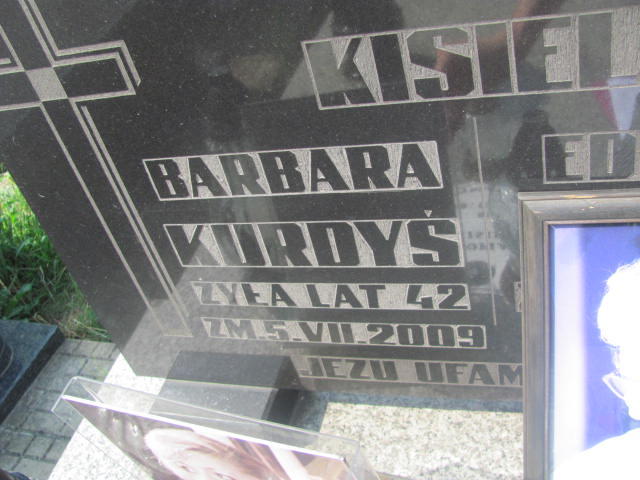 KISIEL
BARBARA
KURDYŚ
ŻYŁA LAT 42
ZM.5.VII.2009
ED
JEZU UFAM